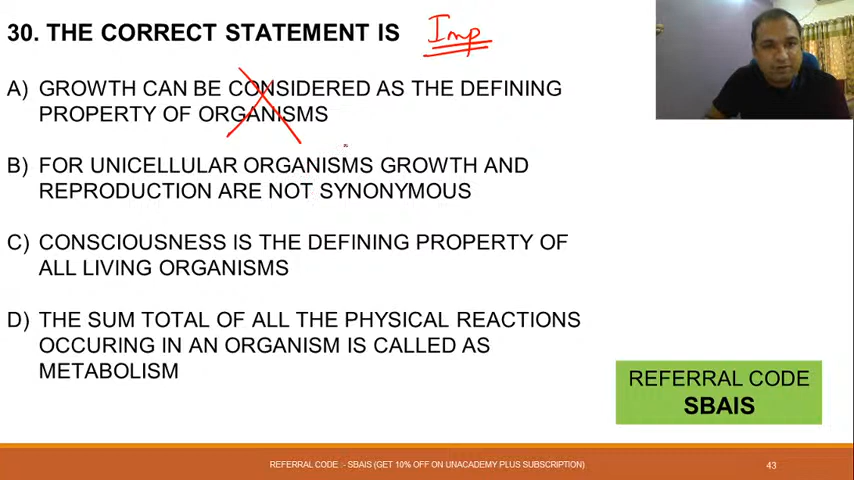 30. THE CORRECT STATEMENT IS Imp
A) GROWTH CAN BE CONSIDERED AS THE DEFINING
PROPERTY OF ORGANISMS
B) FOR UNICELLULAR ORGANISMS GROWTH AND
REPRODUCTION ARE NOT SYNONYMOUS
C) CONSCIOUSNESS IS THE DEFINING PROPERTY OF
ALL LIVING ORGANISMS
D) THE SUM TOTAL OF ALL THE PHYSICAL REACTIONS
OCCURING IN AN ORGANISM IS CALLED AS
METABOLISM
REFERRAL CODE
SBAIS
REFERRAL CODE :- SBAIS (GET 10% OFF ON UNACADEMY PLUS SUBSCRIPTION)
43